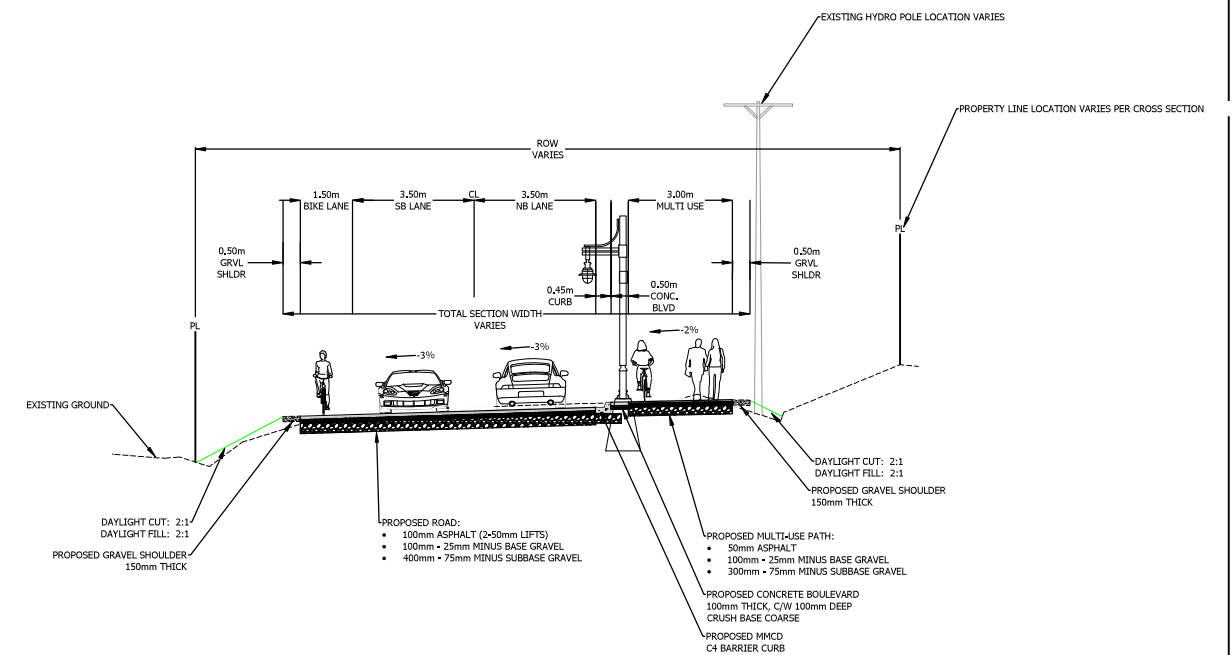 EXISTING HYDRO POLE LOCATION VARIES
PROPERTY LINE LOCATION VARIES PER CROSS SECTION
ROW
VARIES
1.50m
BIKE LANE
3.50m
SB LANE
CL
3.50m
NB LANE
3.00m
MULTI USE
PL
0.50m
GRVL
SHLDR
0.45m
CURB
0.50m
CONC.
BLVD
0.50m
GRVL
SHLDR
TOTAL SECTION WIDTH
VARIES
PL
-3%
-3%
-2%
EXISTING GROUND
DAYLIGHT CUT: 2:1
DAYLIGHT FILL: 2:1
PROPOSED GRAVEL SHOULDER
150mm THICK
PROPOSED ROAD:
• 100mm ASPHALT (2-50mm LIFTS)
• 100mm - 25mm MINUS BASE GRAVEL
• 400mm - 75mm MINUS SUBBASE GRAVEL
DAYLIGHT CUT: 2:1
DAYLIGHT FILL: 2:1
PROPOSED GRAVEL SHOULDER
150mm THICK
PROPOSED MULTI-USE PATH:
• 50mm ASPHALT
• 100mm - 25mm MINUS BASE GRAVEL
• 300mm - 75mm MINUS SUBBASE GRAVEL
PROPOSED CONCRETE BOULEVARD
100mm THICK, C/W 100mm DEEP
CRUSH BASE COARSE
PROPOSED MMCD
C4 BARRIER CURB